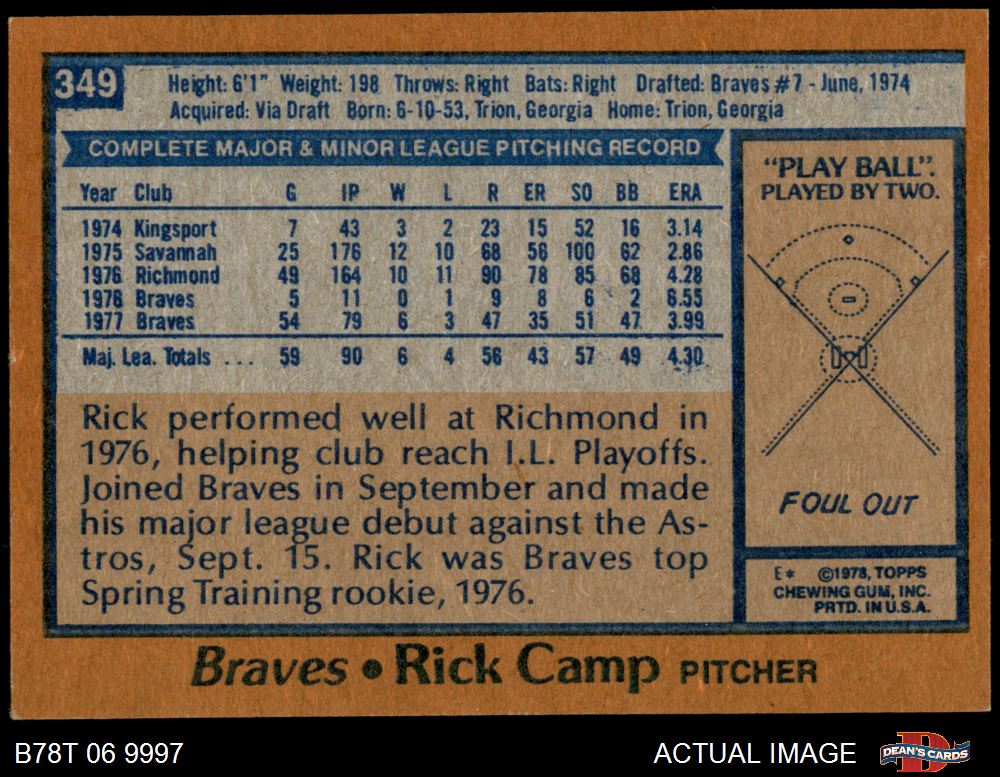 349
Height: 6'1" Weight: 198 Throws: Right Bats: Right Drafted: Braves #7 - June, 1974
Acquired: Via Draft Born: 6-10-53, Trion, Georgia Home: Trion, Georgia
COMPLETE MAJOR & MINOR LEAGUE PITCHING RECORD
Year Club G IP W L R ER SO BB ERA
1974 Kingsport 7 43 3 2 23 15 52 16 3.14
1975 Savannah 25 176 12 10 68 56 100 62 2.86
1976 Richmond 49 164 10 11 90 78 85 68 4.28
1976 Braves 5 11 0 1 9 8 6 2 6.55
1977 Braves 54 79 6 3 47 35 51 47 3.99
Maj. Lea. Totals ... 59 90 6 4 56 43 57 49 4.30
Rick performed well at Richmond in
1976, helping club reach I.L. Playoffs.
Joined Braves in September and made
his major league debut against the As-
tros, Sept. 15. Rick was Braves top
Spring Training rookie, 1976.
"PLAY BALL".
PLAYED BY TWO.
FOUL OUT
E* ©1978, TOPPS
CHEWING GUM, INC.
PRTD. IN U.S.A.
Braves • Rick Camp PITCHER
B78T 06 9997
ACTUAL IMAGE
DEAN'S CARDS